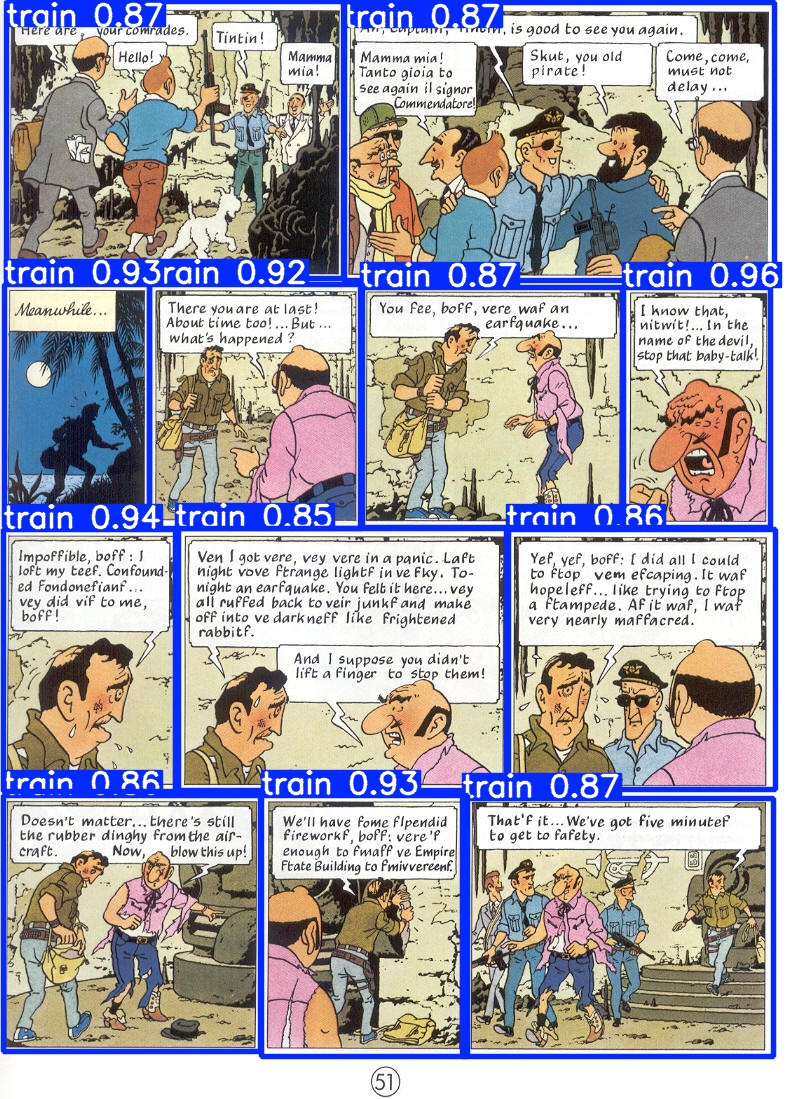 train 0.87
Here are your comrades.
Hello!
Tintin!
Mamma
mia!
train 0.87
Tintin, is good to see you again.
Mamma mia!
Tanto gioia to
see again il signor
Commendatore!
Skut, you old
pirate!
Come, come,
must not
delay ...
train 0.93
Meanwhile...
rain 0.92
There you are at last!
About time too!... But ...
what's happened?
train 0.87
You fee, boff, vere waf an
earfquake...
train 0.96
I know that,
nitwit!... In the
name of the devil,
stop that baby-talk!
train 0.94
Impoffible, boff: I
loft my teef. Confound-
ed Fondonefianf...
vey did vif to me,
boff!
train 0.85
Ven I got vere, vey vere in a panic. Laft
night vove ftrange lightf in ve fky. To-
night an earfquake. You felt it here... vey
all ruffed back to veir junkf and make
off into ve darkneff like frightened
rabbitf.
And I suppose you didn't
lift a finger to stop them!
train 0.86
Yef, yef, boff: I did all I could
to ftop vem efcaping. It waf
hopeleff... like trying to ftop
a ftampede. Af it waf, I waf
very nearly maffacred.
train 0.86
Doesn't matter... there's still
the rubber dinghy from the air-
craft. Now, blow this up!
train 0.93
We'll have fome flpendid
fireworkf, boff: vere'f
enough to fmaff ve Empire
Ftate Building to fmivvereenf.
train 0.87
That'f it... We've got five minutef
to get to fafety.
51